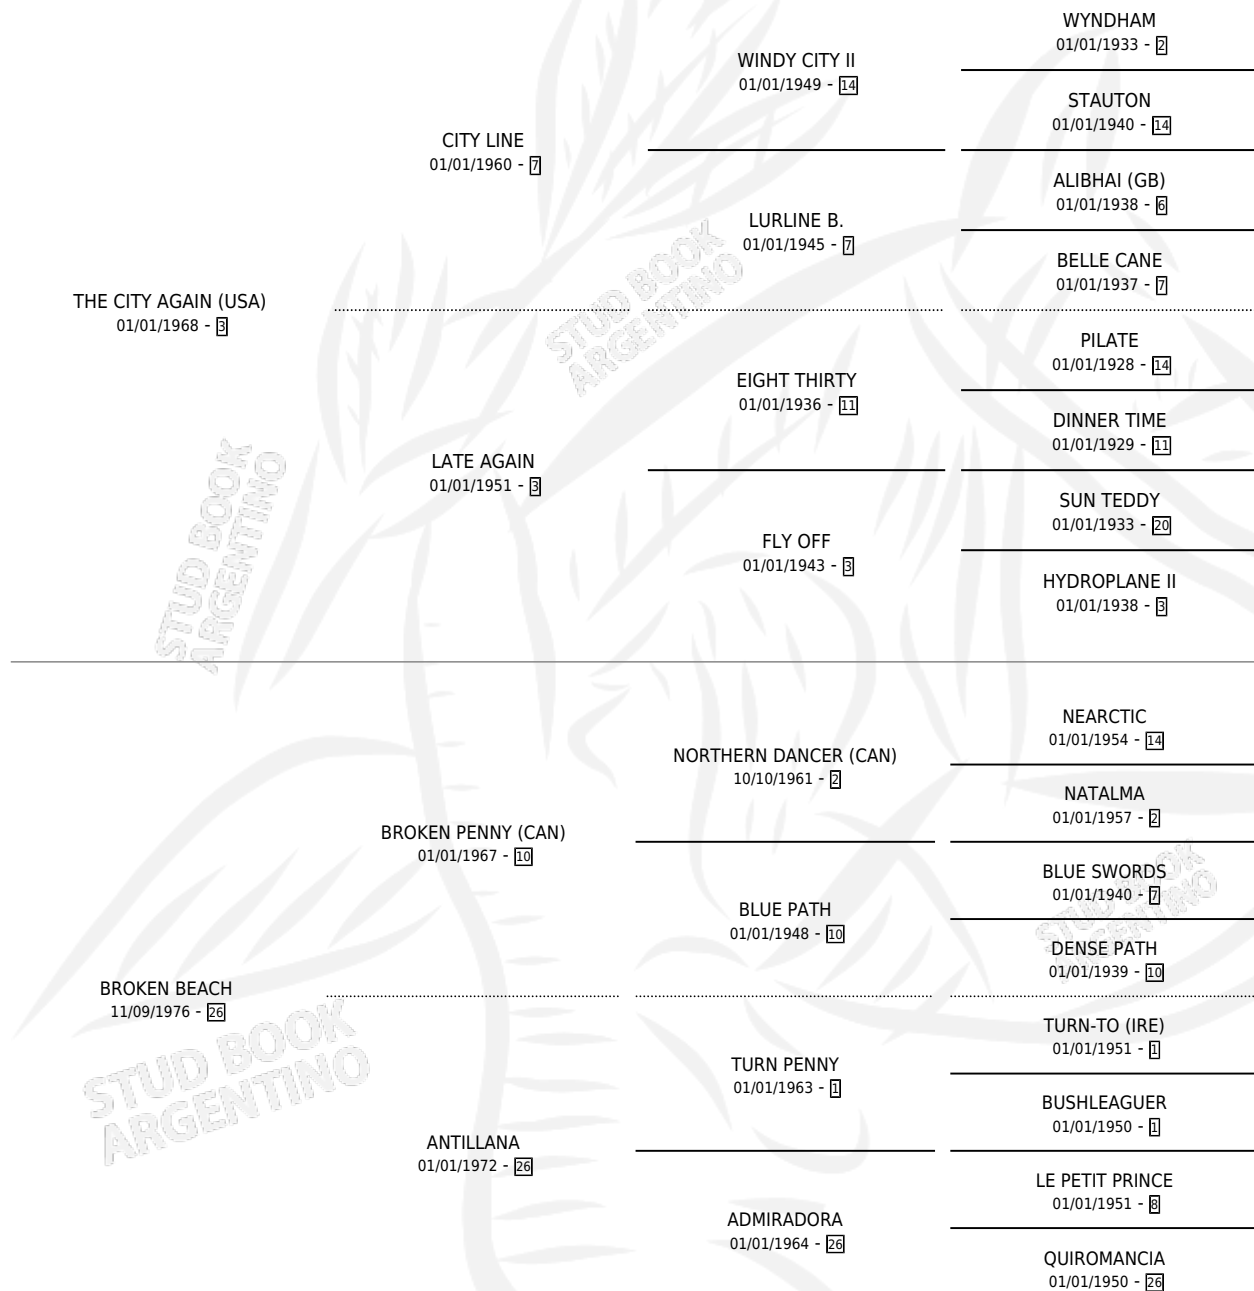 WYNDHAM
01/01/1933 - 2
WINDY CITY II
01/01/1949 - 14
STAUTON
01/01/1940 - 14
CITY LINE
01/01/1960 - 7
ALIBHAI (GB)
01/01/1938 - 6
LURLINE B.
01/01/1945 - 7
BELLE CANE
01/01/1937 - 7
THE CITY AGAIN (USA)
01/01/1968 - 3
STUD BOOK
ARGENTINO
PILATE
01/01/1928 - 14
EIGHT THIRTY
01/01/1936 - 11
DINNER TIME
01/01/1929 - 11
LATE AGAIN
01/01/1951 - 3
SUN TEDDY
01/01/1933 - 20
FLY OFF
01/01/1943 - 3
HYDROPLANE II
01/01/1938 - 3
STUD BOOK
ARGENTINO
NEARCTIC
01/01/1954 - 14
NORTHERN DANCER (CAN)
10/10/1961 - 2
NATALMA
01/01/1957 - 2
BROKEN PENNY (CAN)
01/01/1967 - 10
BLUE SWORDS
01/01/1940 - 7
BLUE PATH
01/01/1948 - 10
STUD BOOK
ARGENTINO
DENSE PATH
01/01/1939 - 10
BROKEN BEACH
11/09/1976 - 26
TURN-TO (IRE)
01/01/1951 - 1
TURN PENNY
01/01/1963 - 1
STUD BOOK
ARGENTINO
BUSHLEAGUER
01/01/1950 - 1
ANTILLANA
01/01/1972 - 26
LE PETIT PRINCE
01/01/1951 - 8
ADMIRADORA
01/01/1964 - 26
QUIROMANCIA
01/01/1950 - 26